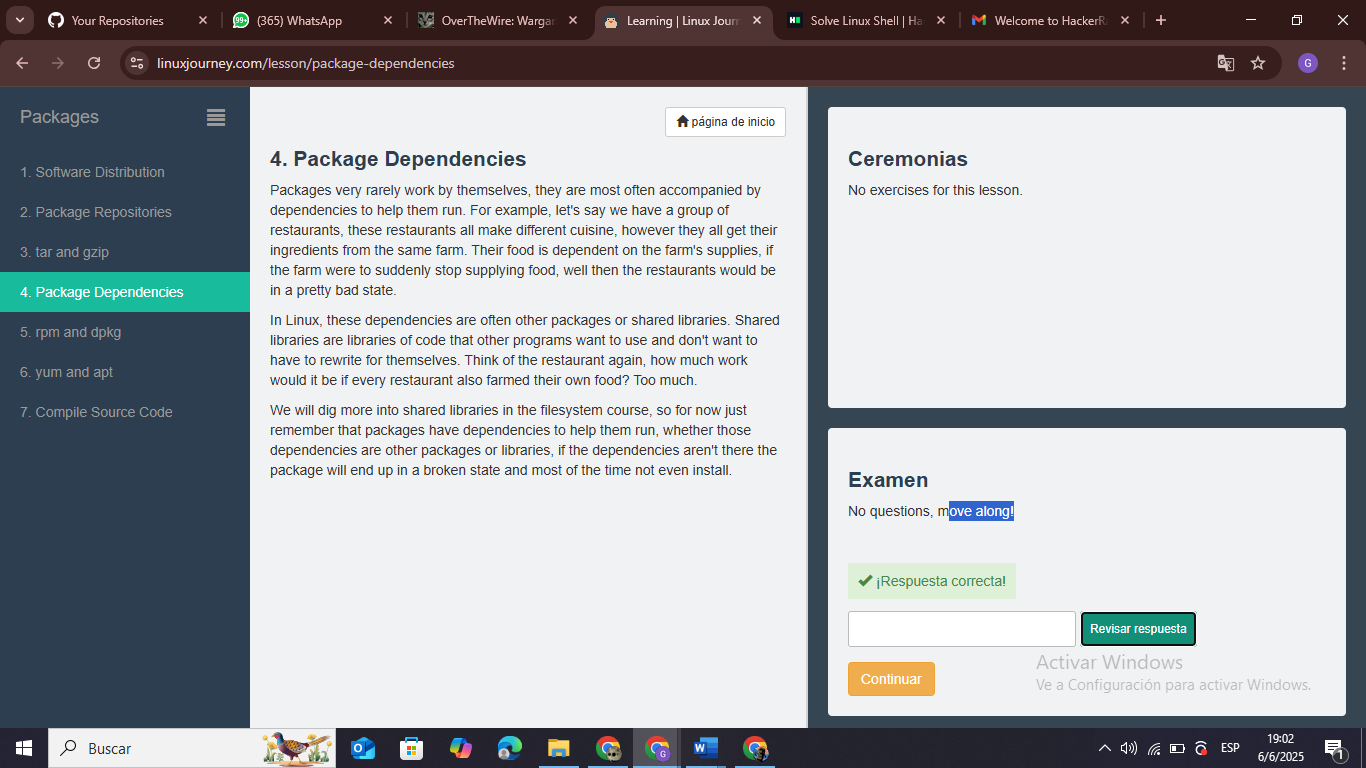 Your Repositories
(365) WhatsApp
OverTheWire: Wargar
Learning | Linux Jour
Solve Linux Shell | Ha
Welcome to HackerR
linuxjourney.com/lesson/package-dependencies
G
Packages
1. Software Distribution
2. Package Repositories
3. tar and gzip
4. Package Dependencies
5. rpm and dpkg
6. yum and apt
7. Compile Source Code
página de inicio
4. Package Dependencies
Packages very rarely work by themselves, they are most often accompanied by
dependencies to help them run. For example, let's say we have a group of
restaurants, these restaurants all make different cuisine, however they all get their
ingredients from the same farm. Their food is dependent on the farm's supplies, if
the farm were to suddenly stop supplying food, well then the restaurants would be
in a pretty bad state.
In Linux, these dependencies are often other packages or shared libraries. Shared
libraries are libraries of code that other programs want to use and don't want to
have to rewrite for themselves. Think of the restaurant again, how much work
would it be if every restaurant also farmed their own food? Too much.
We will dig more into shared libraries in the filesystem course, so for now just
remember that packages have dependencies to help them run, whether those
dependencies are other packages or libraries, if the dependencies aren't there the
package will end up in a broken state and most of the time not even install.
Ceremonias
No exercises for this lesson.
Examen
No questions, move along!
¡Respuesta correcta!
Revisar respuesta
Continuar
Activar Windows
Ve a Configuración para activar Windows.
Buscar
ESP
19:02
6/6/2025
1